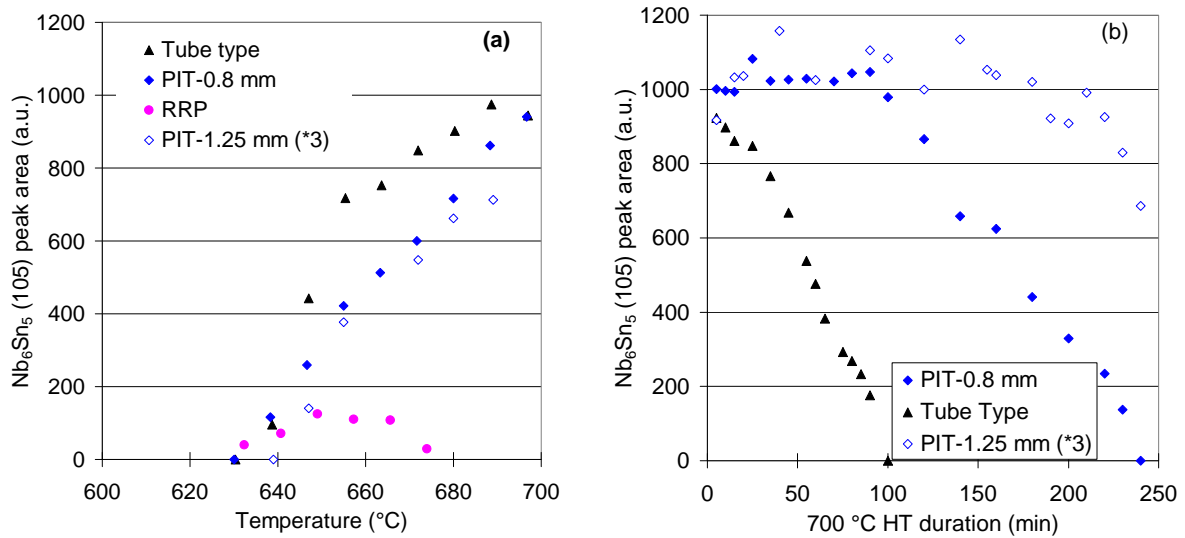 (a)
Nb₆Sn₅ (105) peak area (a.u.)
1200
1000
800
600
400
200
0
Tube type
PIT-0.8 mm
RRP
PIT-1.25 mm (*3)
600
620
640
660
680
700
Temperature (°C)
(b)
Nb₆Sn₅ (105) peak area (a.u.)
1200
1000
800
600
400
200
0
PIT-0.8 mm
Tube Type
PIT-1.25 mm (*3)
0
50
100
150
200
250
700 °C HT duration (min)